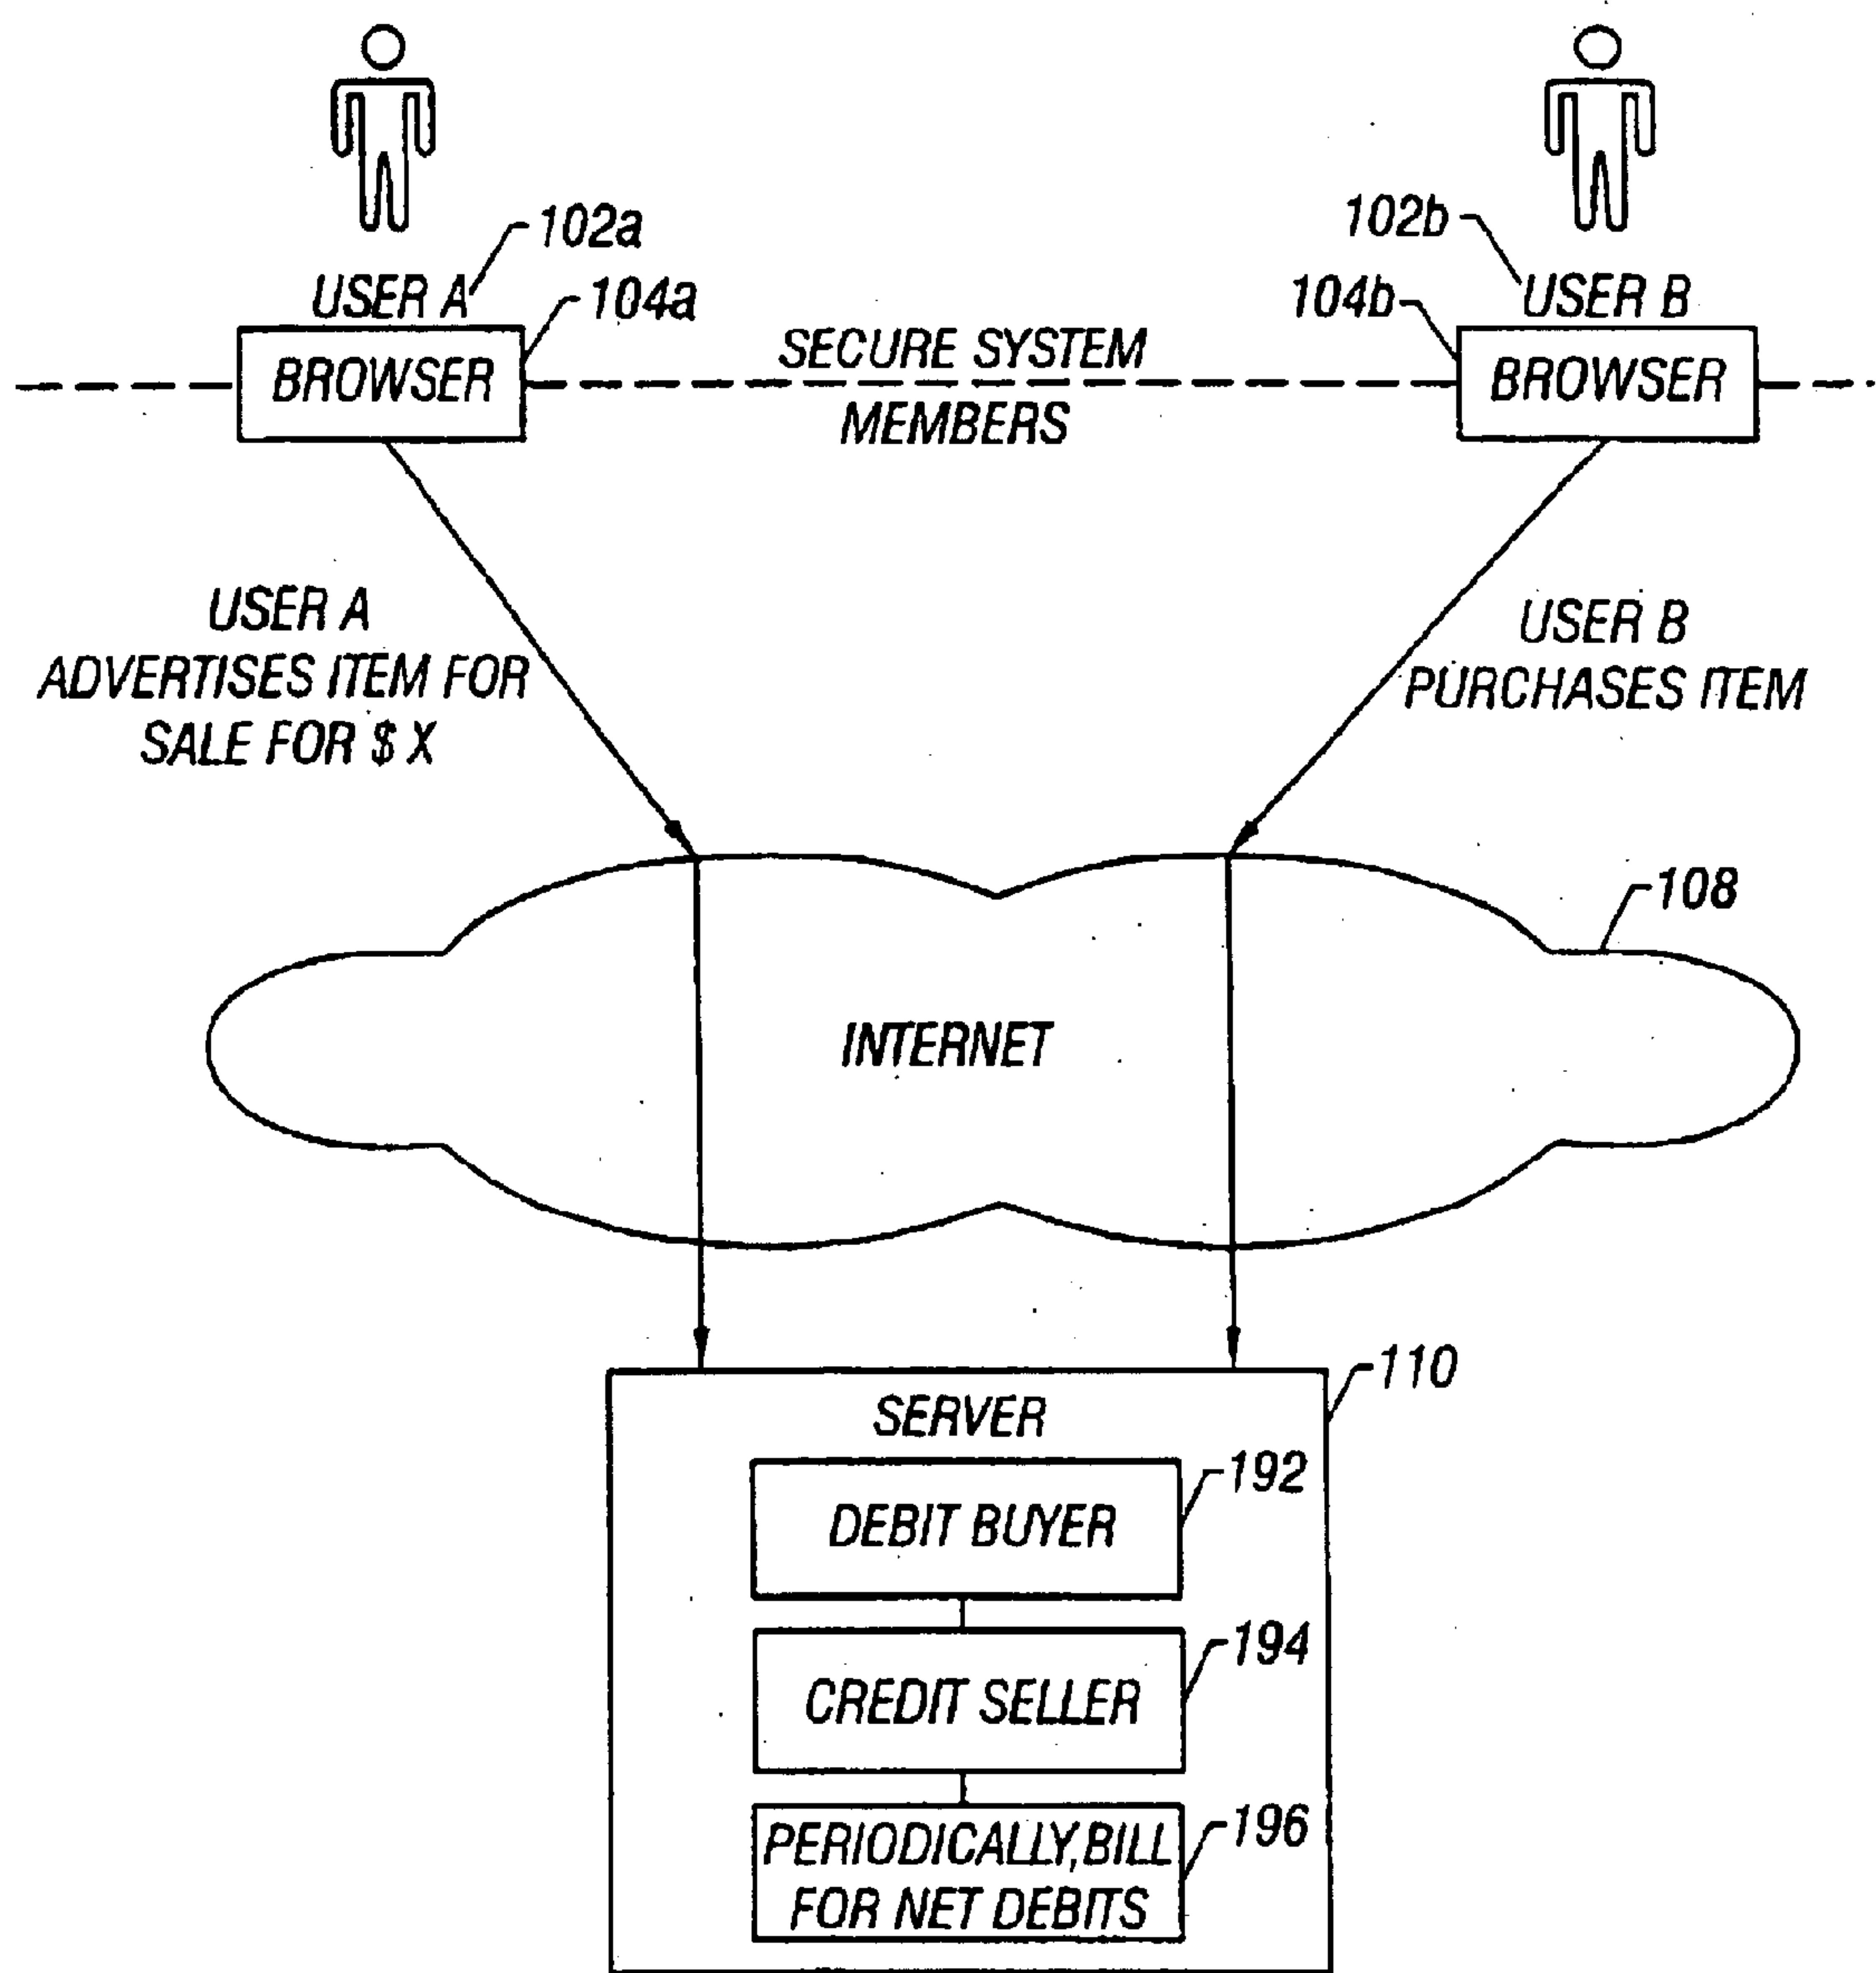 102a
102b
USER A
104a
104b
USER B
BROWSER
SECURE SYSTEM
MEMBERS
BROWSER
USER A
ADVERTISES ITEM FOR
SALE FOR $ X
USER B
PURCHASES ITEM
108
INTERNET
110
SERVER
192
DEBIT BUYER
194
CREDIT SELLER
196
PERIODICALLY, BILL
FOR NET DEBITS